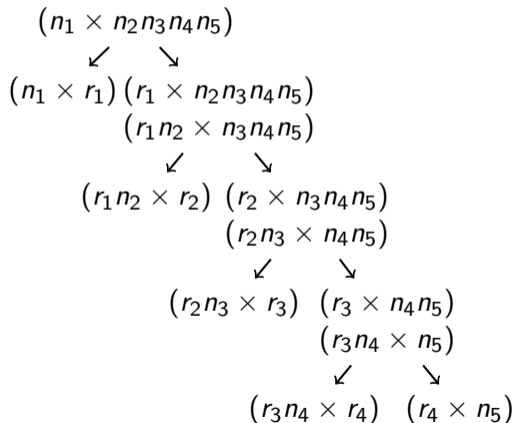 (n₁ × n₂n₃n₄n₅)
↙ ↘
(n₁ × r₁) (r₁ × n₂n₃n₄n₅)
(r₁n₂ × n₃n₄n₅)
↙ ↘
(r₁n₂ × r₂) (r₂ × n₃n₄n₅)
(r₂n₃ × n₄n₅)
↙ ↘
(r₂n₃ × r₃) (r₃ × n₄n₅)
(r₃n₄ × n₅)
↙ ↘
(r₃n₄ × r₄) (r₄ × n₅)